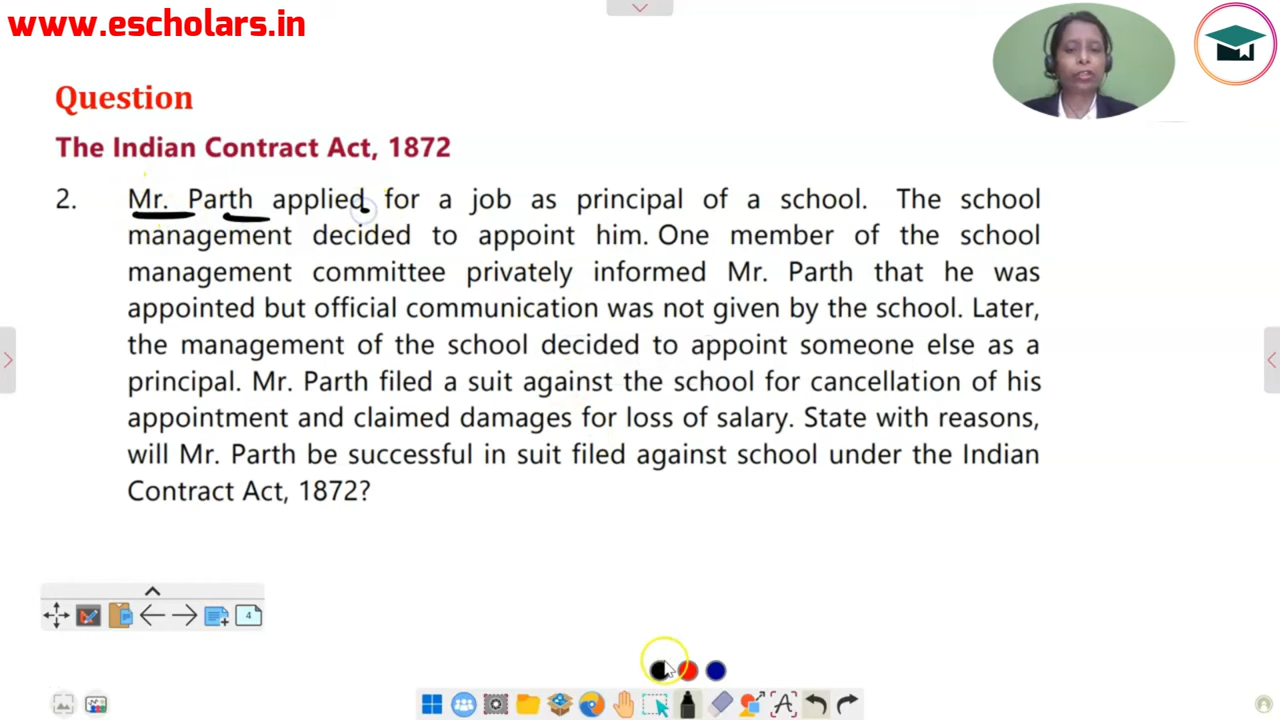 www.escholars.in
Question
The Indian Contract Act, 1872
2. Mr. Parth applied for a job as principal of a school. The school
management decided to appoint him. One member of the school
management committee privately informed Mr. Parth that he was
appointed but official communication was not given by the school. Later,
the management of the school decided to appoint someone else as a
principal. Mr. Parth filed a suit against the school for cancellation of his
appointment and claimed damages for loss of salary. State with reasons,
will Mr. Parth be successful in suit filed against school under the Indian
Contract Act, 1872?
4